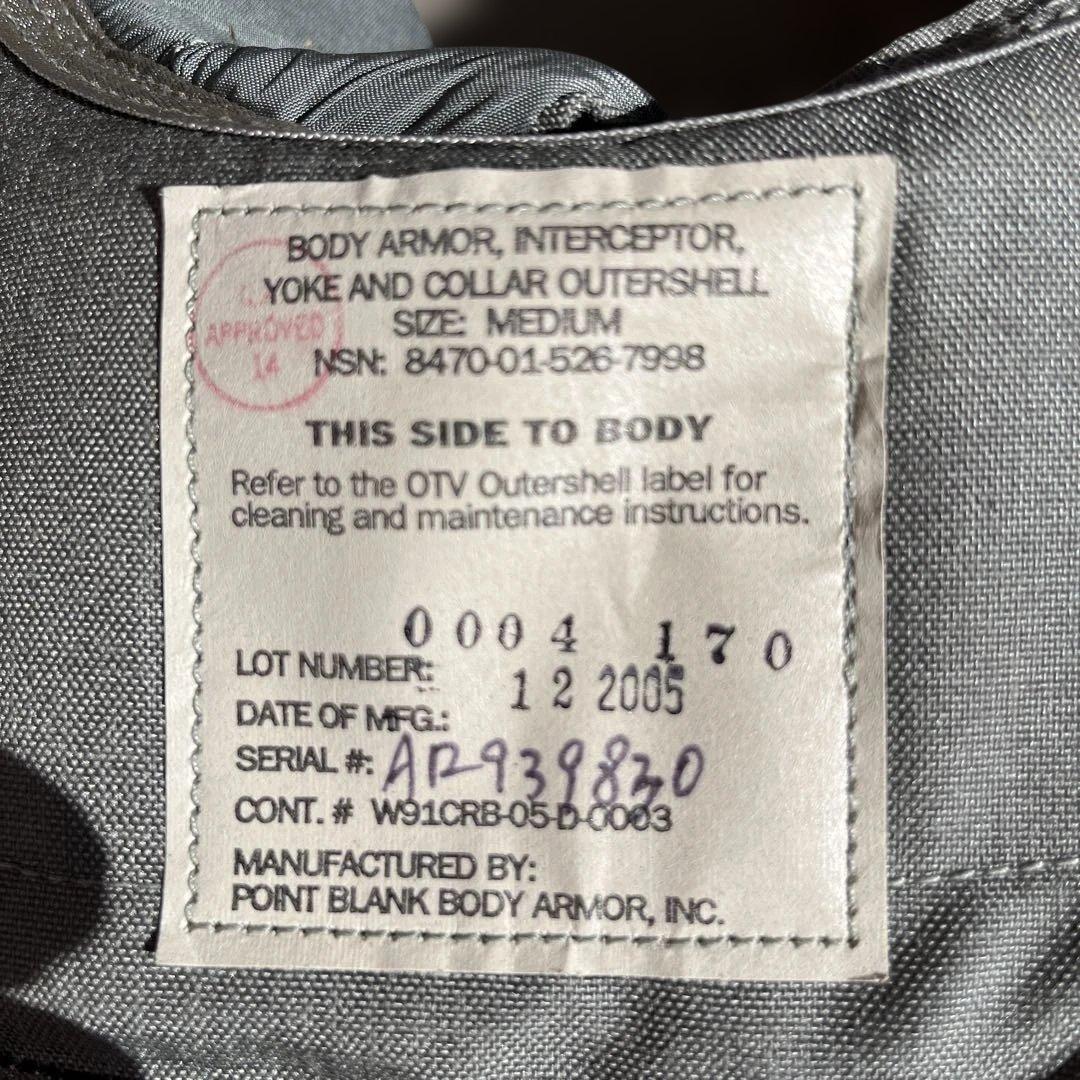 BODY ARMOR, INTERCEPTOR,
YOKE AND COLLAR OUTERSHELL
SIZE: MEDIUM
NSN: 8470-01-526-7998
APPROVED
14
THIS SIDE TO BODY
Refer to the OTV Outershell label for
cleaning and maintenance instructions.
LOT NUMBER: 0004 170
DATE OF MFG.: 12 2005
SERIAL #: AR939830
CONT. # W91CRB-05-D-0003
MANUFACTURED BY:
POINT BLANK BODY ARMOR, INC.